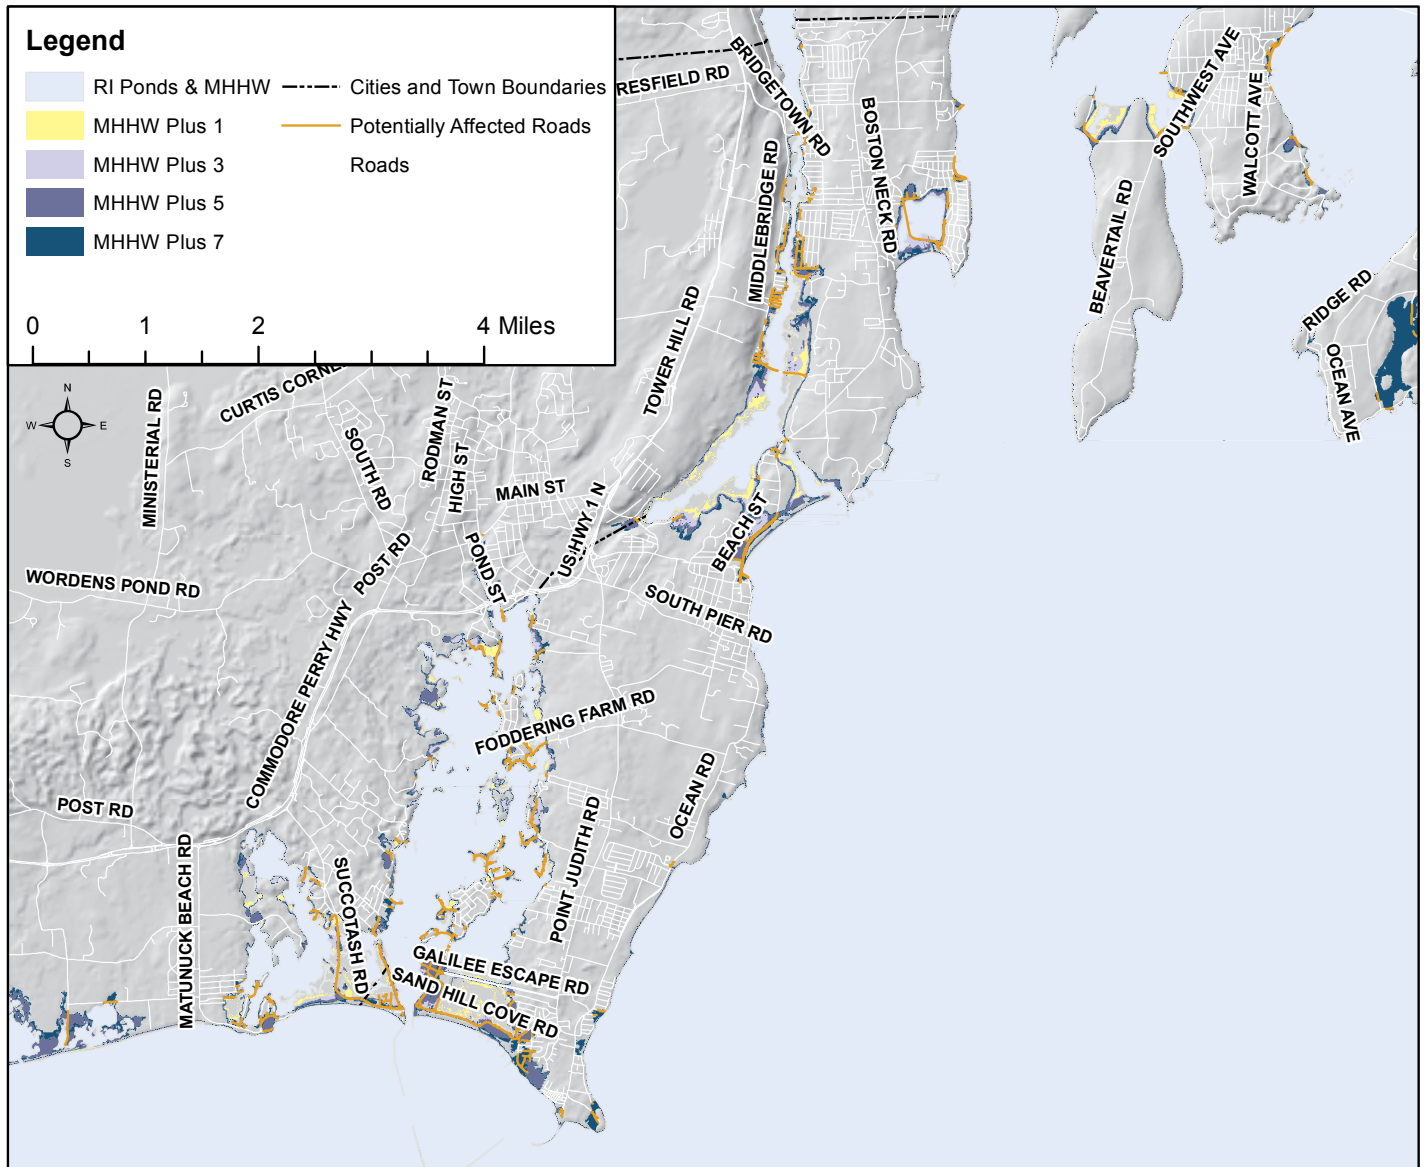 Legend
RI Ponds & MHHW
MHHW Plus 1
MHHW Plus 3
MHHW Plus 5
MHHW Plus 7
Cities and Town Boundaries
Potentially Affected Roads
Roads
0 1 2 4 Miles
N
W E
S
RESFIELD RD
BRIDGETOWN RD
BOSTON NECK RD
MIDDLEBRIDGE RD
SOUTHWEST AVE
WALCOTT AVE
BEAVERTAIL RD
RIDGE RD
OCEAN AVE
TOWER HILL RD
CURTIS CORNE
MINISTERIAL RD
SOUTH RD
RODMAN ST
HIGH ST
MAIN ST
US HWY 1 N
POND ST
POST RD
BEACH ST
WORDENS POND RD
SOUTH PIER RD
COMMODORE PERRY HWY
FODDERING FARM RD
OCEAN RD
POST RD
POINT JUDITH RD
MATUNUCK BEACH RD
SUCCOTASH RD
GALILEE ESCAPE RD
SAND HILL COVE RD